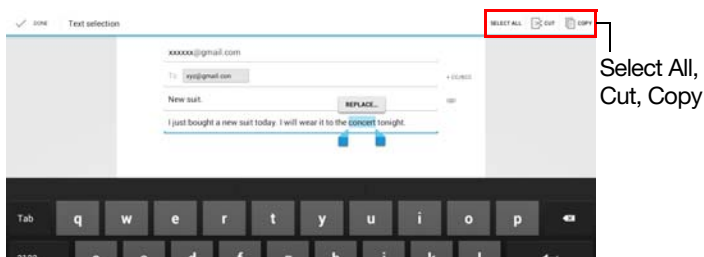 DONE Text selection SELECT ALL CUT COPY
Select All,
Cut, Copy
xxxxxx@gmail.com
To xyz@gmail.com + CC/BCC
New suit.
REPLACE...
I just bought a new suit today. I will wear it to the concert tonight.
Tab q w e r t y u i o p